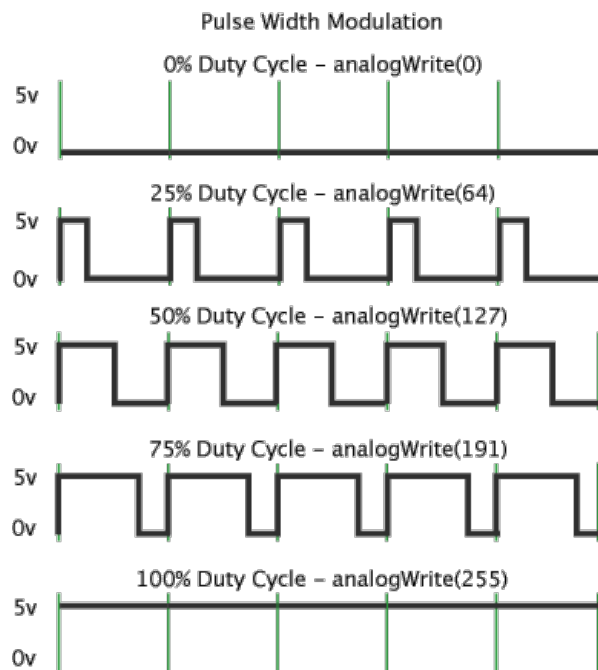 Pulse Width Modulation
0% Duty Cycle – analogWrite(0)
5v
0v
25% Duty Cycle – analogWrite(64)
5v
0v
50% Duty Cycle – analogWrite(127)
5v
0v
75% Duty Cycle – analogWrite(191)
5v
0v
100% Duty Cycle – analogWrite(255)
5v
0v